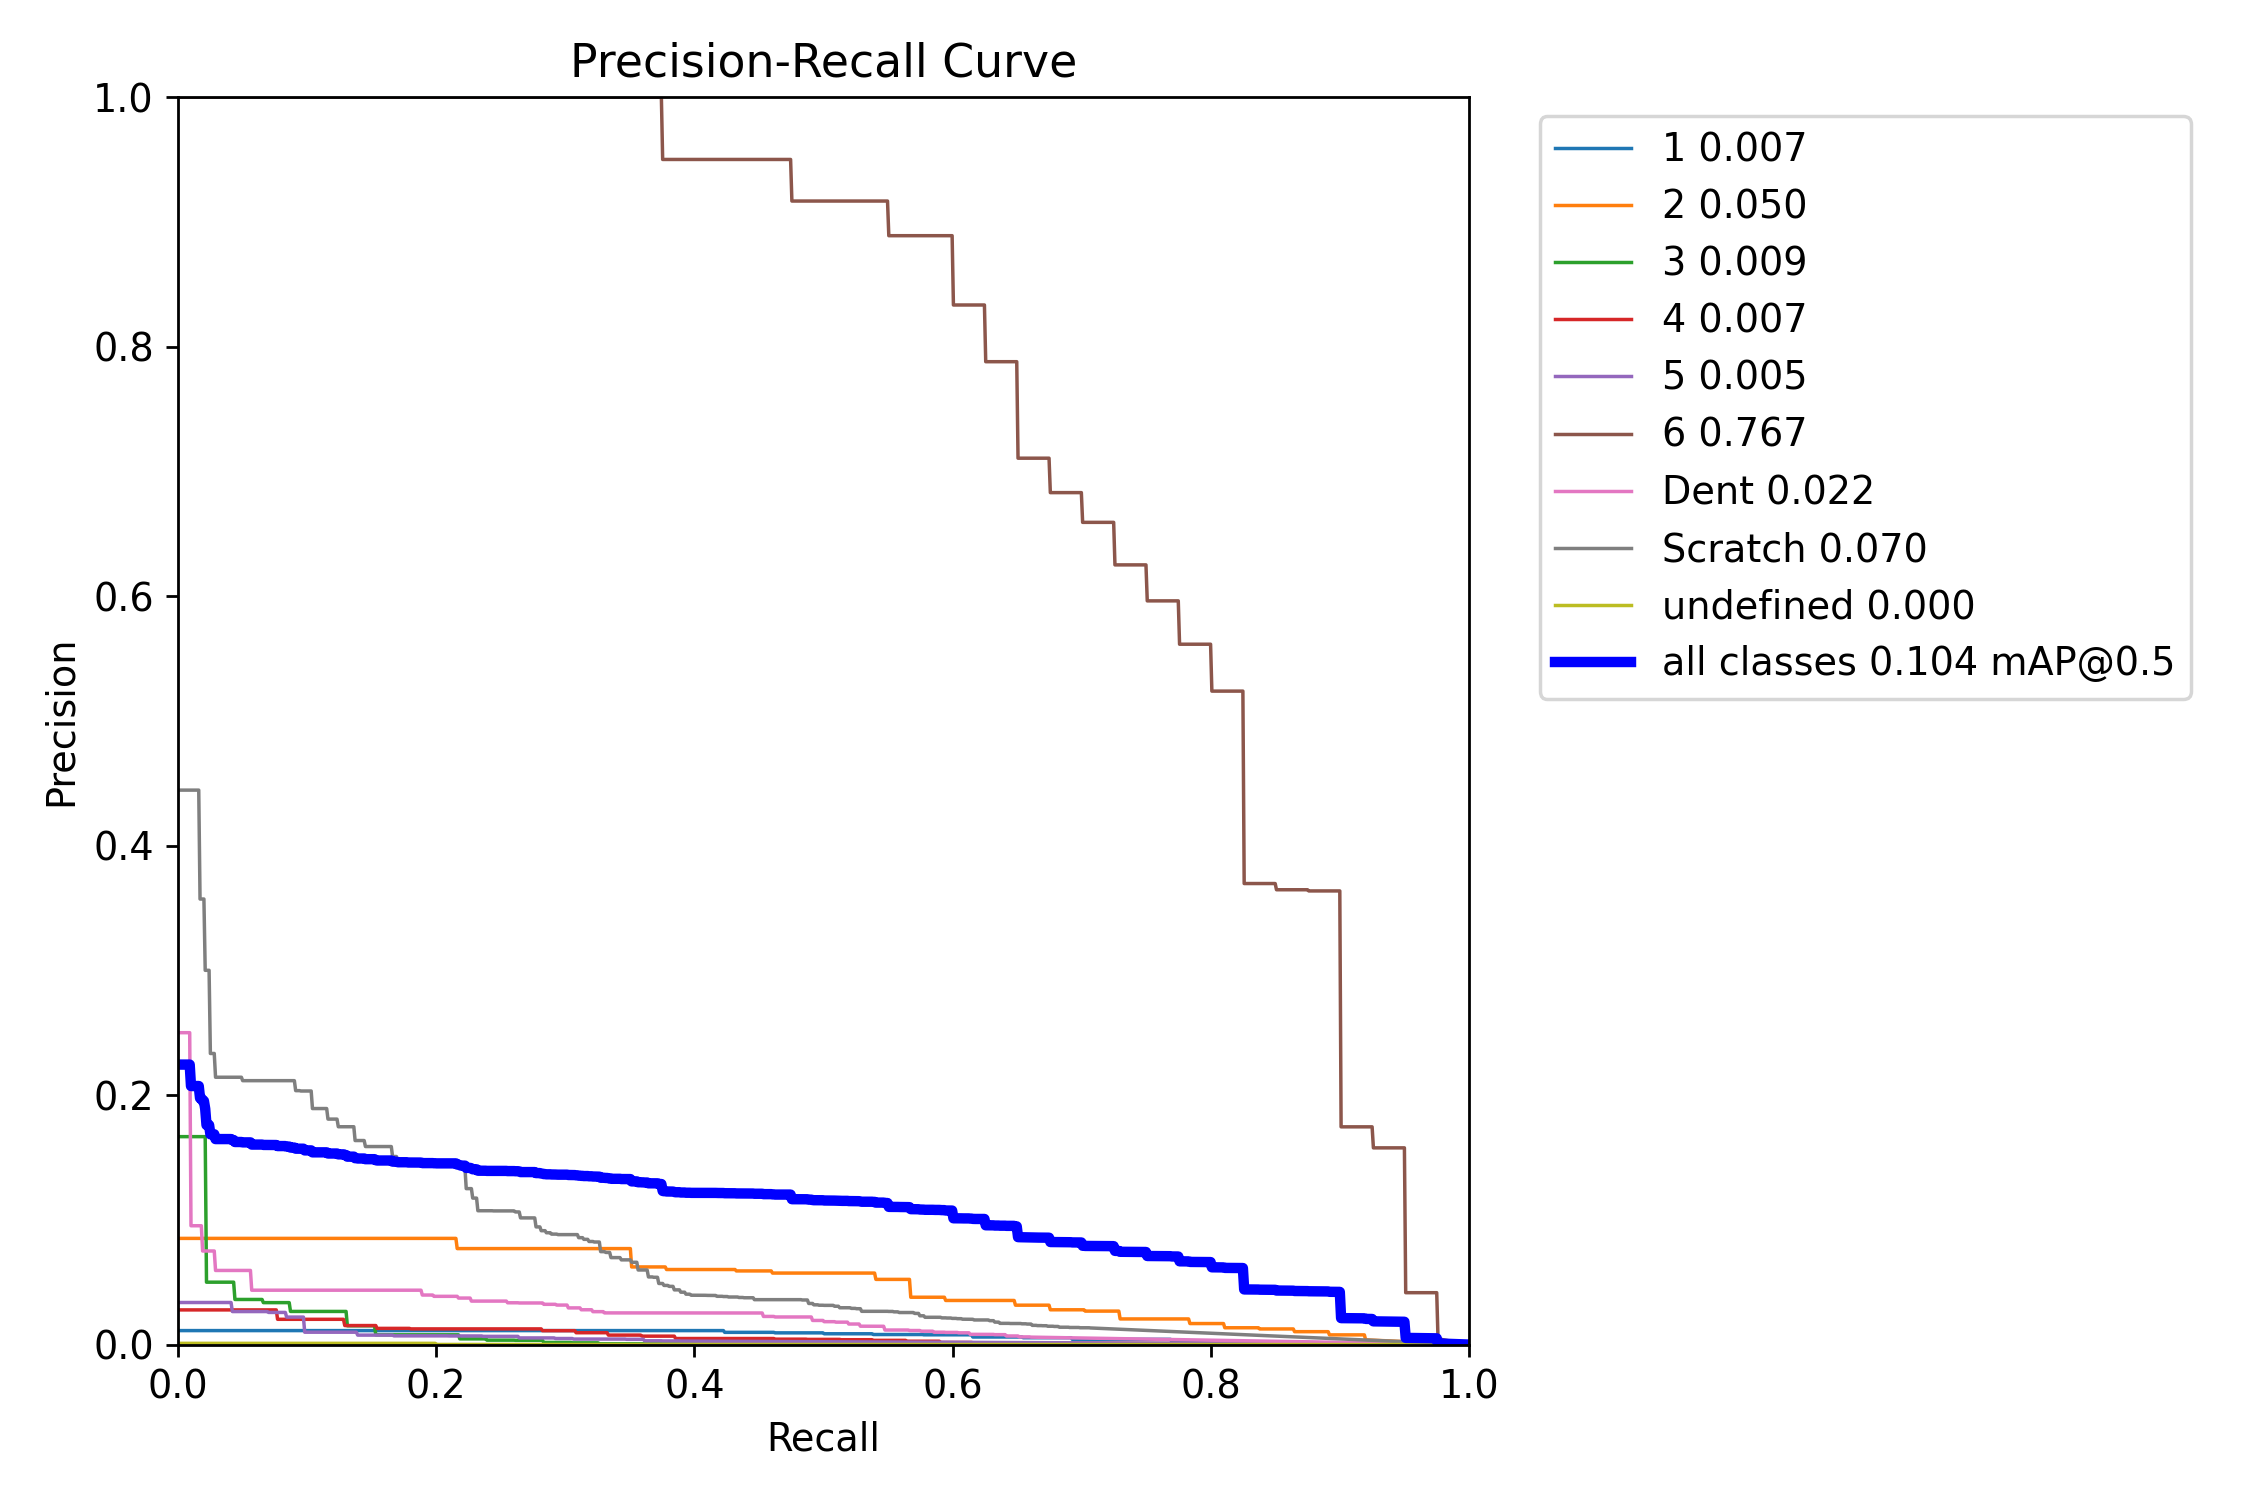 Precision-Recall Curve
1.0
0.8
0.6
0.4
0.2
0.0
Precision
0.0 0.2 0.4 0.6 0.8 1.0
Recall
1 0.007
2 0.050
3 0.009
4 0.007
5 0.005
6 0.767
Dent 0.022
Scratch 0.070
undefined 0.000
all classes 0.104 mAP@0.5